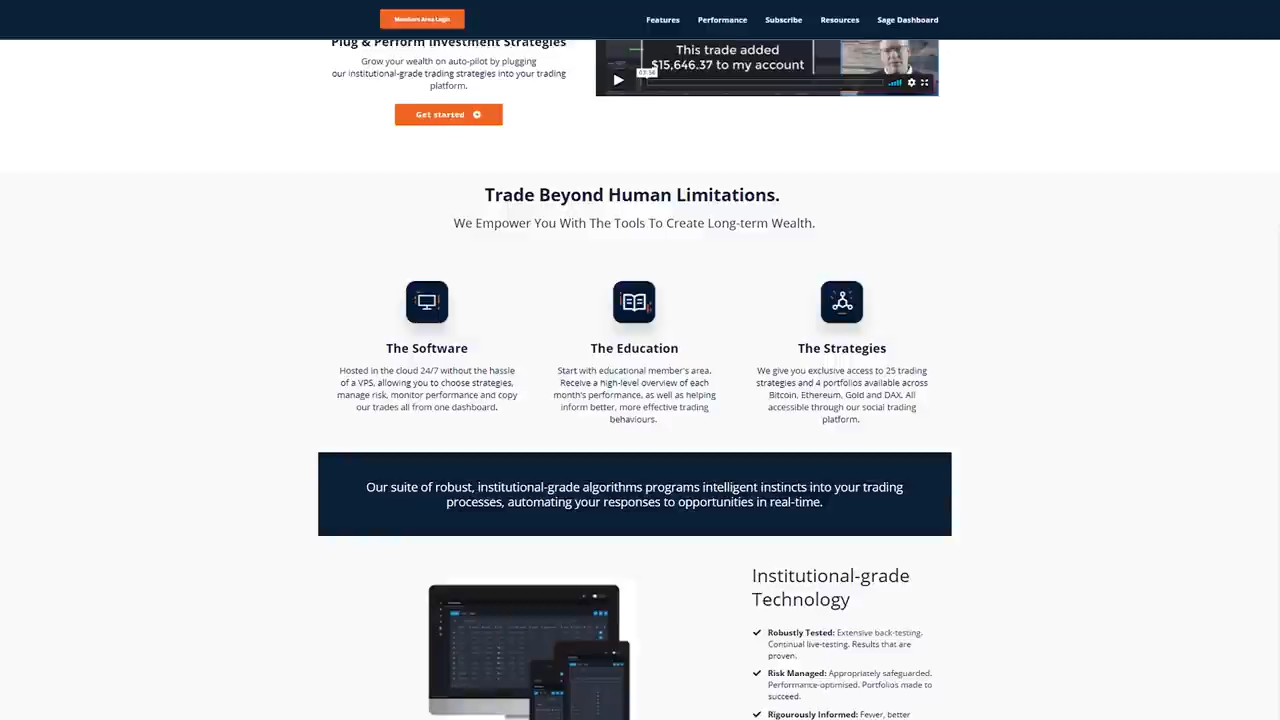 Members Area Login
Features
Performance
Subscribe
Resources
Sage Dashboard
Plug & Perform Investment Strategies
Grow your wealth on auto-pilot by plugging
our institutional-grade trading strategies into your trading
platform.
Get started
This trade added
$15,646.37 to my account
03:58
Trade Beyond Human Limitations.
We Empower You With The Tools To Create Long-term Wealth.
The Software
Hosted in the cloud 24/7 without the hassle
of a VPS, allowing you to choose strategies,
manage risk, monitor performance and copy
our trades all from one dashboard.
The Education
Start with educational member's area.
Receive a high-level overview of each
month's performance, as well as helping
inform better, more effective trading
behaviours.
The Strategies
We give you exclusive access to 25 trading
strategies and 4 portfolios available across
Bitcoin, Ethereum, Gold and DAX. All
accessible through our social trading
platform.
Our suite of robust, institutional-grade algorithms programs intelligent instincts into your trading
processes, automating your responses to opportunities in real-time.
Institutional-grade
Technology
Robustly Tested: Extensive back-testing.
Continual live-testing. Results that are
proven.
Risk Managed: Appropriately safeguarded.
Performance-optimised. Portfolios made to
succeed.
Rigourously Informed: Fewer, better